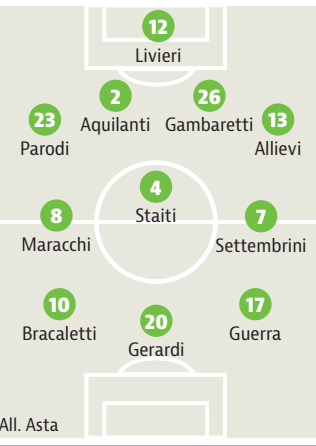 12
Livieri
2
26
Aquilanti Gambaretti
23
13
Parodi
Allievi
4
Staiti
8
7
Maracchi
Settembrini
10
17
Bracaletti
Guerra
20
Gerardi
All. Asta